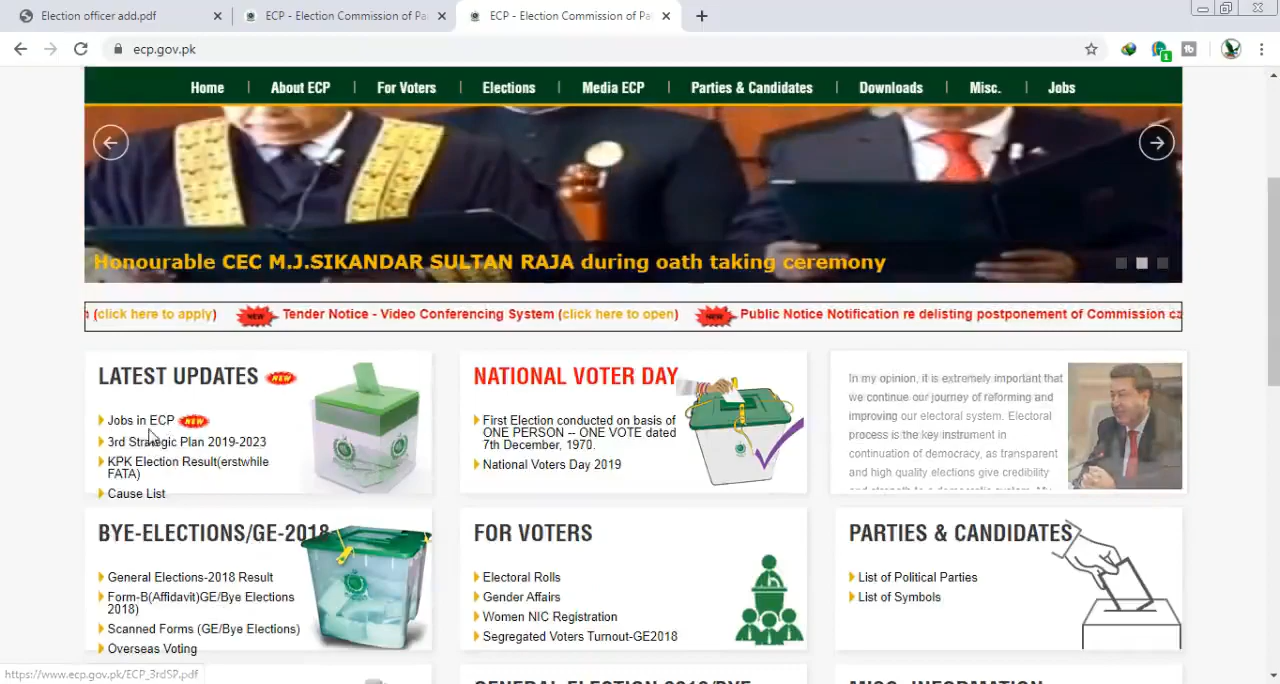 Election officer add.pdf
ECP - Election Commission of Pa
ECP - Election Commission of Pa
ecp.gov.pk
1
Home
About ECP
For Voters
Elections
Media ECP
Parties & Candidates
Downloads
Misc.
Jobs
Honourable CEC M.J.SIKANDAR SULTAN RAJA during oath taking ceremony
(click here to apply)
NEW
Tender Notice - Video Conferencing System (click here to open)
NEW
Public Notice Notification re delisting postponement of Commission ca
LATEST UPDATES NEW
Jobs in ECP NEW
3rd Strategic Plan 2019-2023
KPK Election Result(erstwhile
FATA)
Cause List
NATIONAL VOTER DAY
First Election conducted on basis of
ONE PERSON -- ONE VOTE dated
7th December, 1970.
National Voters Day 2019
In my opinion, it is extremely important that
we continue our journey of reforming and
improving our electoral system. Electoral
process is the key instrument in
continuation of democracy, as transparent
and high quality elections give credibility
and strength to a democratic system. My
BYE-ELECTIONS/GE-2018
General Elections-2018 Result
Form-B(Affidavit)GE/Bye Elections
2018)
Scanned Forms (GE/Bye Elections)
Overseas Voting
FOR VOTERS
Electoral Rolls
Gender Affairs
Women NIC Registration
Segregated Voters Turnout-GE2018
PARTIES & CANDIDATES
List of Political Parties
List of Symbols
https://www.ecp.gov.pk/ECP_3rdSP.pdf